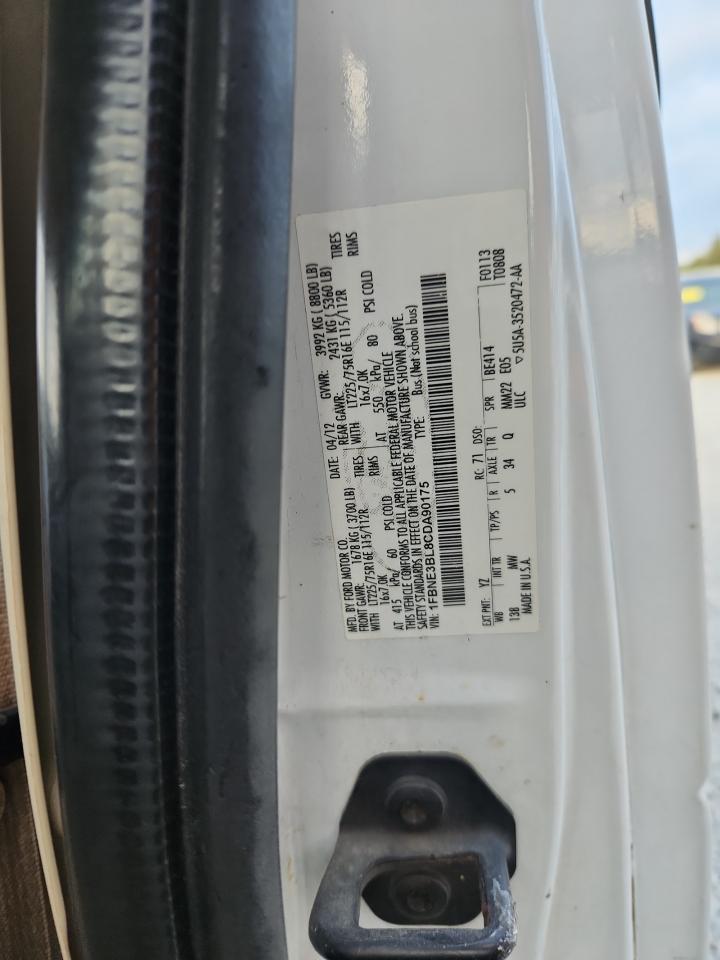 MFD. BY FORD MOTOR CO. DATE: 04/12 GVWR: 3992 KG ( 8800 LB)
FRONT GAWR: 1678 KG ( 3700 LB) REAR GAWR: 2431 KG ( 5360 LB)
WITH LT225/75R16E 115/112R TIRES WITH LT225/75R16E 115/112R TIRES
16x7.0K RIMS 16x7.0K RIMS
AT 415 kPa/ 60 PSI COLD AT 550 kPa/ 80 PSI COLD
THIS VEHICLE CONFORMS TO ALL APPLICABLE FEDERAL MOTOR VEHICLE
SAFETY STANDARDS IN EFFECT ON THE DATE OF MANUFACTURE SHOWN ABOVE.
VIN: 1FBNE3BL8CDA90175 TYPE: Bus (Not school bus)
EXT PNT: YZ RC: 71 DSO: F0113
WB INT TR TP/PS R AXLE TR SPR BE414 T0808
138 MW 5 34 Q MM22 E05
MADE IN U.S.A. ULC 5U5A-3520472-AA